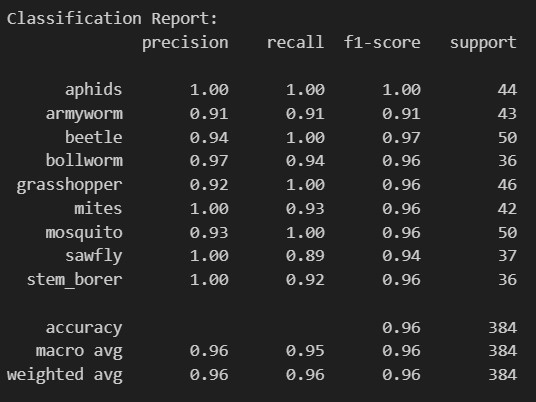 Classification Report:
              precision    recall  f1-score   support

      aphids       1.00      1.00      1.00        44
    armyworm       0.91      0.91      0.91        43
      beetle       0.94      1.00      0.97        50
    bollworm       0.97      0.94      0.96        36
 grasshopper       0.92      1.00      0.96        46
       mites       1.00      0.93      0.96        42
    mosquito       0.93      1.00      0.96        50
      sawfly       1.00      0.89      0.94        37
  stem_borer       1.00      0.92      0.96        36

    accuracy                           0.96       384
   macro avg       0.96      0.95      0.96       384
weighted avg       0.96      0.96      0.96       384